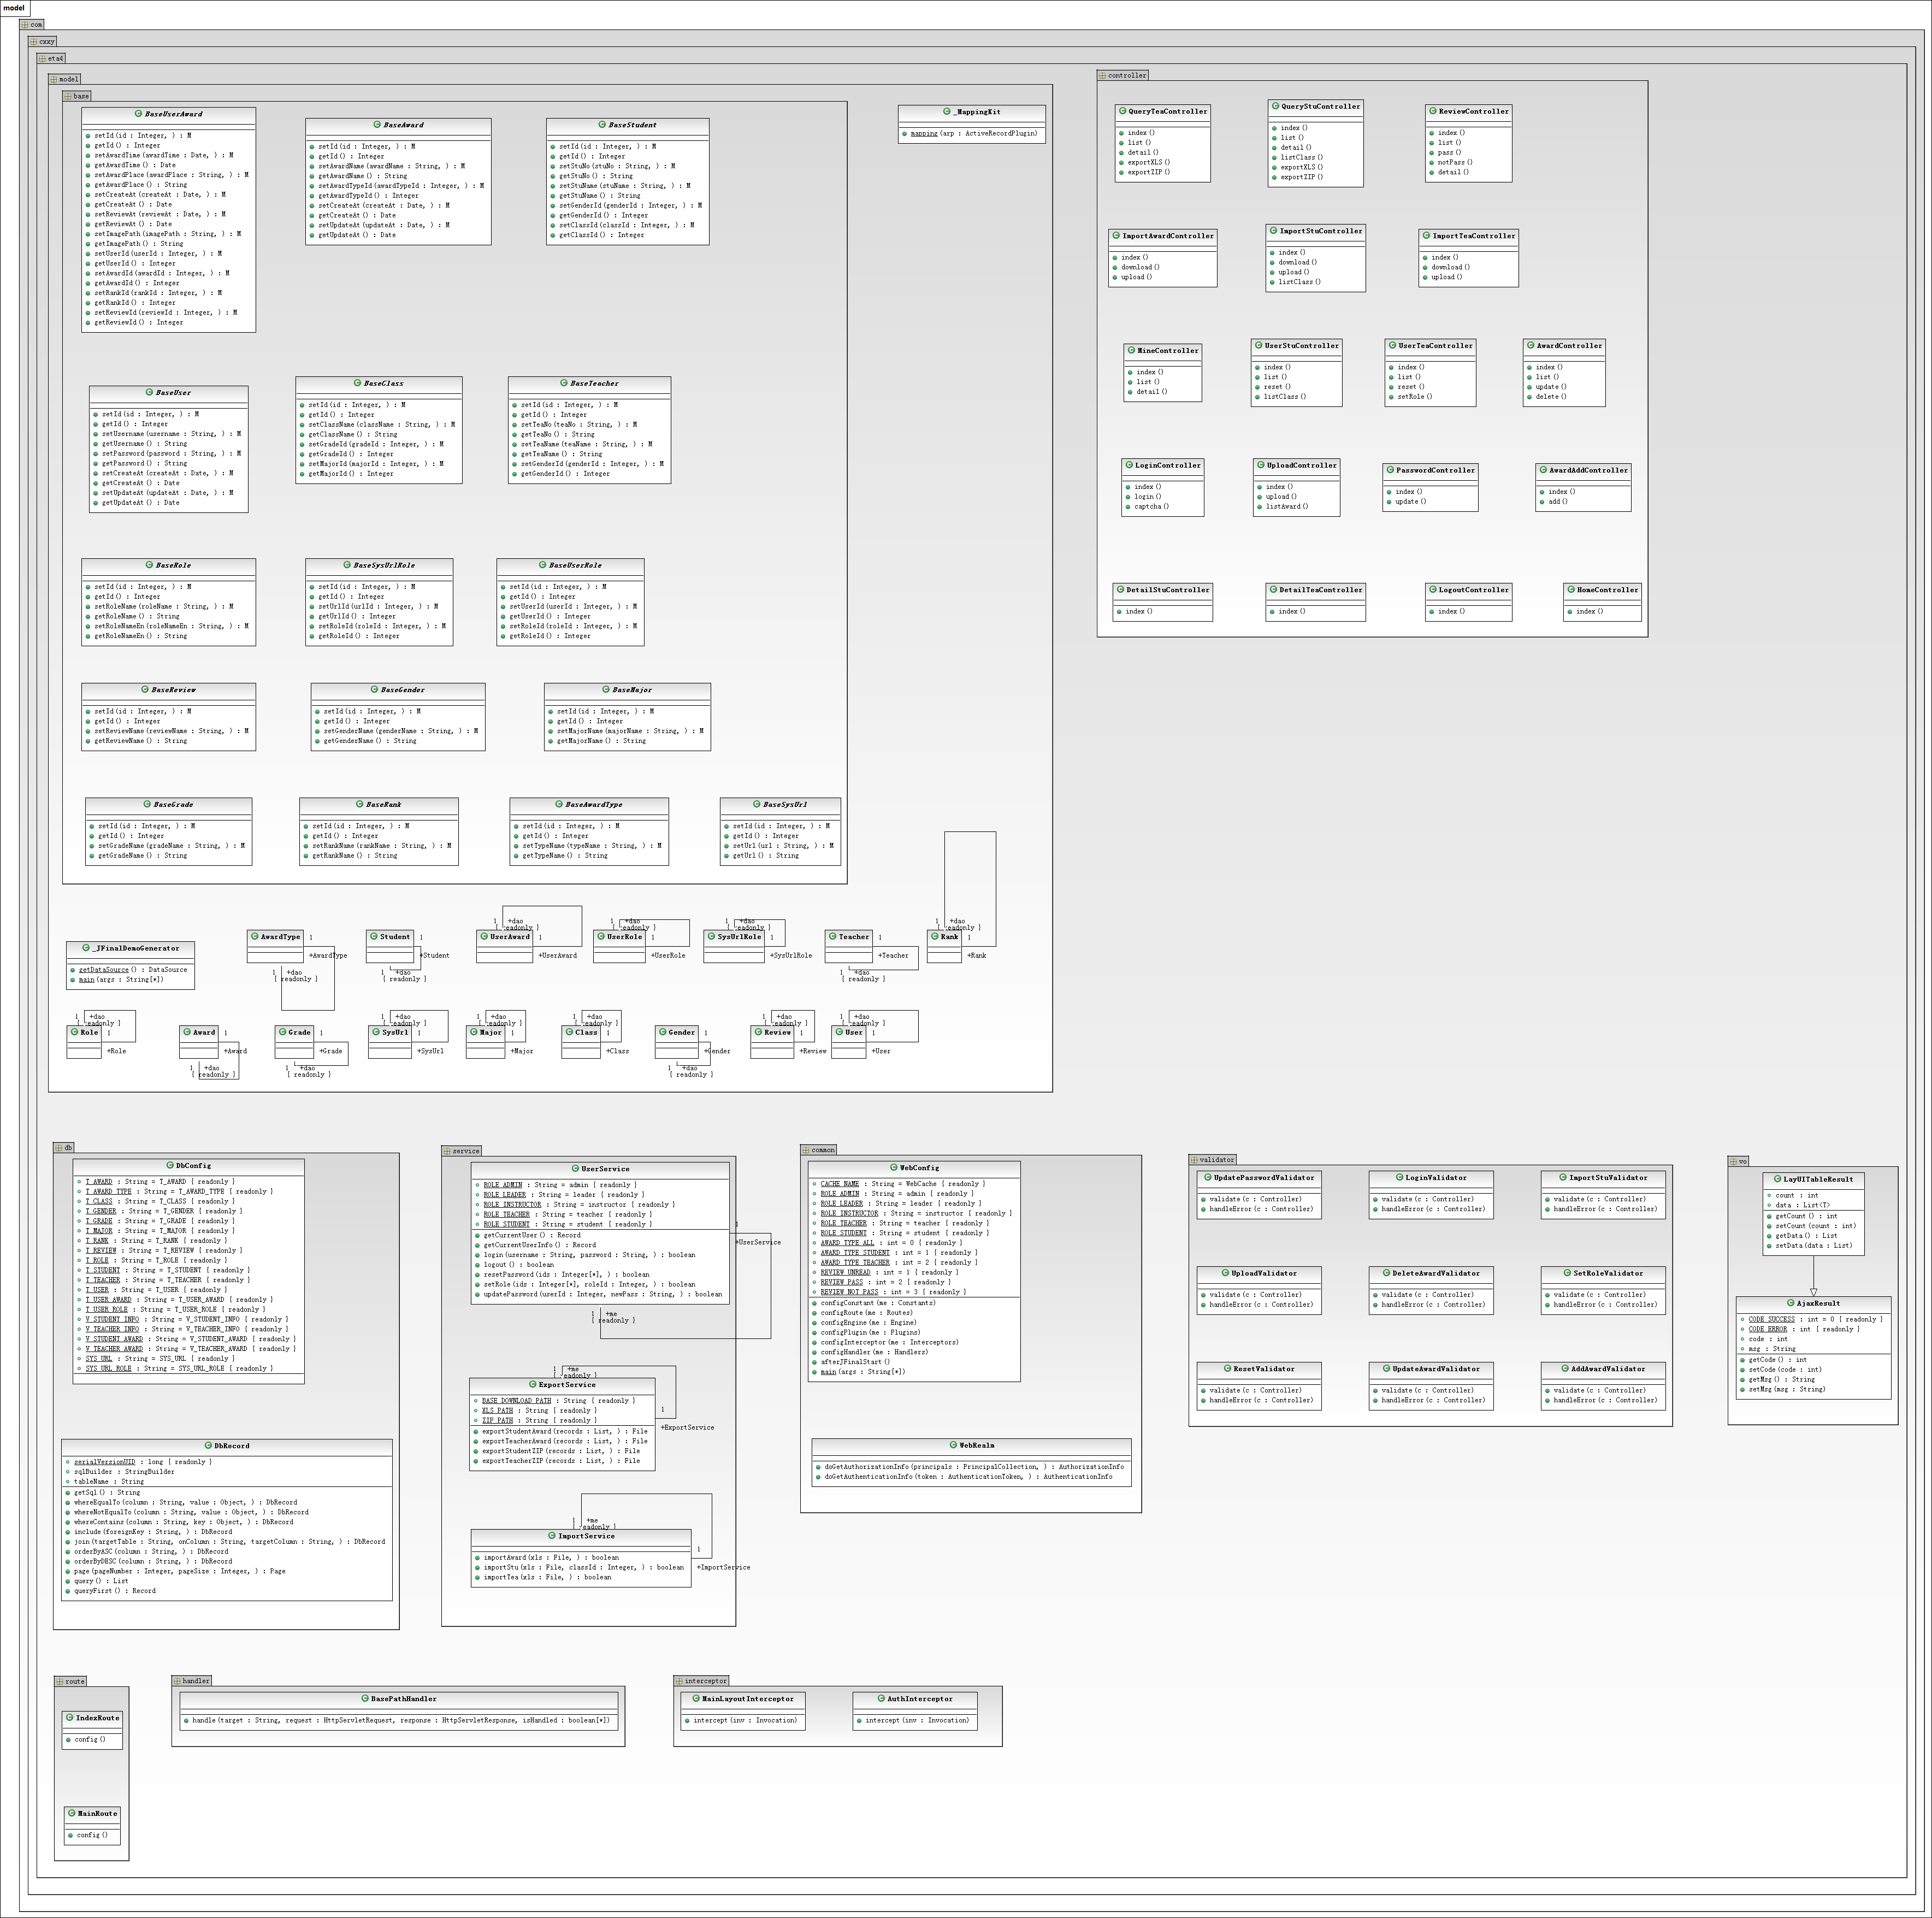 model
com
cxxy
eta4
model
base
BaseUserAward
setId(id : Integer, ) : M
getId() : Integer
setAwardTime(awardTime : Date, ) : M
getAwardTime() : Date
setAwardPlace(awardPlace : String, ) : M
getAwardPlace() : String
setCreateAt(createAt : Date, ) : M
getCreateAt() : Date
setReviewAt(reviewAt : Date, ) : M
getReviewAt() : Date
setImagePath(imagePath : String, ) : M
getImagePath() : String
setUserId(userId : Integer, ) : M
getUserId() : Integer
setAwardId(awardId : Integer, ) : M
getAwardId() : Integer
setRankId(rankId : Integer, ) : M
getRankId() : Integer
setReviewId(reviewId : Integer, ) : M
getReviewId() : Integer
BaseAward
setId(id : Integer, ) : M
getId() : Integer
setAwardName(awardName : String, ) : M
getAwardName() : String
setAwardTypeId(awardTypeId : Integer, ) : M
getAwardTypeId() : Integer
setCreateAt(createAt : Date, ) : M
getCreateAt() : Date
setUpdateAt(updateAt : Date, ) : M
getUpdateAt() : Date
BaseStudent
setId(id : Integer, ) : M
getId() : Integer
setStuNo(stuNo : String, ) : M
getStuNo() : String
setStuName(stuName : String, ) : M
getStuName() : String
setGenderId(genderId : Integer, ) : M
getGenderId() : Integer
setClassId(classId : Integer, ) : M
getClassId() : Integer
BaseUser
setId(id : Integer, ) : M
getId() : Integer
setUsername(username : String, ) : M
getUsername() : String
setPassword(password : String, ) : M
getPassword() : String
setCreateAt(createAt : Date, ) : M
getCreateAt() : Date
setUpdateAt(updateAt : Date, ) : M
getUpdateAt() : Date
BaseClass
setId(id : Integer, ) : M
getId() : Integer
setClassName(className : String, ) : M
getClassName() : String
setGradeId(gradeId : Integer, ) : M
getGradeId() : Integer
setMajorId(majorId : Integer, ) : M
getMajorId() : Integer
BaseTeacher
setId(id : Integer, ) : M
getId() : Integer
setTeaNo(teaNo : String, ) : M
getTeaNo() : String
setTeaName(teaName : String, ) : M
getTeaName() : String
setGenderId(genderId : Integer, ) : M
getGenderId() : Integer
BaseRole
setId(id : Integer, ) : M
getId() : Integer
setRoleName(roleName : String, ) : M
getRoleName() : String
setRoleNameEn(roleNameEn : String, ) : M
getRoleNameEn() : String
BaseSysUrlRole
setId(id : Integer, ) : M
getId() : Integer
setUrlId(urlId : Integer, ) : M
getUrlId() : Integer
setRoleId(roleId : Integer, ) : M
getRoleId() : Integer
BaseUserRole
setId(id : Integer, ) : M
getId() : Integer
setUserId(userId : Integer, ) : M
getUserId() : Integer
setRoleId(roleId : Integer, ) : M
getRoleId() : Integer
BaseReview
setId(id : Integer, ) : M
getId() : Integer
setReviewName(reviewName : String, ) : M
getReviewName() : String
BaseGender
setId(id : Integer, ) : M
getId() : Integer
setGenderName(genderName : String, ) : M
getGenderName() : String
BaseMajor
setId(id : Integer, ) : M
getId() : Integer
setMajorName(majorName : String, ) : M
getMajorName() : String
BaseGrade
setId(id : Integer, ) : M
getId() : Integer
setGradeName(gradeName : String, ) : M
getGradeName() : String
BaseRank
setId(id : Integer, ) : M
getId() : Integer
setRankName(rankName : String, ) : M
getRankName() : String
BaseAwardType
setId(id : Integer, ) : M
getId() : Integer
setTypeName(typeName : String, ) : M
getTypeName() : String
BaseSysUrl
setId(id : Integer, ) : M
getId() : Integer
setUrl(url : String, ) : M
getUrl() : String
_MappingKit
mapping(arp : ActiveRecordPlugin)
_JFinalDemoGenerator
getDataSource() : DataSource
main(args : String[*])
AwardType
1
+AwardType
1 +dao
{ readonly }
Student
1
+Student
1 +dao
{ readonly }
1 +dao
{ readonly }
UserAward
1
+UserAward
1 +dao
{ readonly }
UserRole
1
+UserRole
1 +dao
{ readonly }
SysUrlRole
1
+SysUrlRole
Teacher
1
+Teacher
1 +dao
{ readonly }
1 +dao
{ readonly }
Rank
1
+Rank
1 +dao
{ readonly }
Role
1
+Role
Award
1
+Award
1 +dao
{ readonly }
Grade
1
+Grade
1 +dao
{ readonly }
1 +dao
{ readonly }
SysUrl
1
+SysUrl
1 +dao
{ readonly }
Major
1
+Major
1 +dao
{ readonly }
Class
1
+Class
Gender
1
+Gender
1 +dao
{ readonly }
1 +dao
{ readonly }
Review
1
+Review
1 +dao
{ readonly }
User
1
+User
controller
QueryTeaController
index()
list()
detail()
exportXLS()
exportZIP()
QueryStuController
index()
list()
detail()
listClass()
exportXLS()
exportZIP()
ReviewController
index()
list()
pass()
notPass()
detail()
ImportAwardController
index()
download()
upload()
ImportStuController
index()
download()
upload()
listClass()
ImportTeaController
index()
download()
upload()
MineController
index()
list()
detail()
UserStuController
index()
list()
reset()
listClass()
UserTeaController
index()
list()
reset()
setRole()
AwardController
index()
list()
update()
delete()
LoginController
index()
login()
captcha()
UploadController
index()
upload()
listAward()
PasswordController
index()
update()
AwardAddController
index()
add()
DetailStuController
index()
DetailTeaController
index()
LogoutController
index()
HomeController
index()
db
DbConfig
T_AWARD : String = T_AWARD { readonly }
T_AWARD_TYPE : String = T_AWARD_TYPE { readonly }
T_CLASS : String = T_CLASS { readonly }
T_GENDER : String = T_GENDER { readonly }
T_GRADE : String = T_GRADE { readonly }
T_MAJOR : String = T_MAJOR { readonly }
T_RANK : String = T_RANK { readonly }
T_REVIEW : String = T_REVIEW { readonly }
T_ROLE : String = T_ROLE { readonly }
T_STUDENT : String = T_STUDENT { readonly }
T_TEACHER : String = T_TEACHER { readonly }
T_USER : String = T_USER { readonly }
T_USER_AWARD : String = T_USER_AWARD { readonly }
T_USER_ROLE : String = T_USER_ROLE { readonly }
V_STUDENT_INFO : String = V_STUDENT_INFO { readonly }
V_TEACHER_INFO : String = V_TEACHER_INFO { readonly }
V_STUDENT_AWARD : String = V_STUDENT_AWARD { readonly }
V_TEACHER_AWARD : String = V_TEACHER_AWARD { readonly }
SYS_URL : String = SYS_URL { readonly }
SYS_URL_ROLE : String = SYS_URL_ROLE { readonly }
DbRecord
serialVersionUID : long { readonly }
sqlBuilder : StringBuilder
tableName : String
getSql() : String
whereEqualTo(column : String, value : Object, ) : DbRecord
whereNotEqualTo(column : String, value : Object, ) : DbRecord
whereContains(column : String, key : Object, ) : DbRecord
include(foreignKey : String, ) : DbRecord
join(targetTable : String, onColumn : String, targetColumn : String, ) : DbRecord
orderByASC(column : String, ) : DbRecord
orderByDESC(column : String, ) : DbRecord
page(pageNumber : Integer, pageSize : Integer, ) : Page
query() : List
queryFirst() : Record
service
UserService
ROLE_ADMIN : String = admin { readonly }
ROLE_LEADER : String = leader { readonly }
ROLE_INSTRUCTOR : String = instructor { readonly }
ROLE_TEACHER : String = teacher { readonly }
ROLE_STUDENT : String = student { readonly }
getCurrentUser() : Record
getCurrentUserInfo() : Record
login(username : String, password : String, ) : boolean
logout() : boolean
resetPassword(ids : Integer[*], ) : boolean
setRole(ids : Integer[*], roleId : Integer, ) : boolean
updatePassword(userId : Integer, newPass : String, ) : boolean
1
+UserService
1 +me
{ readonly }
1 +me
{ readonly }
ExportService
BASE_DOWNLOAD_PATH : String { readonly }
XLS_PATH : String { readonly }
ZIP_PATH : String { readonly }
exportStudentAward(records : List, ) : File
exportTeacherAward(records : List, ) : File
exportStudentZIP(records : List, ) : File
exportTeacherZIP(records : List, ) : File
1
+ExportService
1 +me
{ readonly }
ImportService
importAward(xls : File, ) : boolean
importStu(xls : File, classId : Integer, ) : boolean
importTea(xls : File, ) : boolean
1
+ImportService
common
WebConfig
CACHE_NAME : String = WebCache { readonly }
ROLE_ADMIN : String = admin { readonly }
ROLE_LEADER : String = leader { readonly }
ROLE_INSTRUCTOR : String = instructor { readonly }
ROLE_TEACHER : String = teacher { readonly }
ROLE_STUDENT : String = student { readonly }
AWARD_TYPE_ALL : int = 0 { readonly }
AWARD_TYPE_STUDENT : int = 1 { readonly }
AWARD_TYPE_TEACHER : int = 2 { readonly }
REVIEW_UNREAD : int = 1 { readonly }
REVIEW_PASS : int = 2 { readonly }
REVIEW_NOT_PASS : int = 3 { readonly }
configConstant(me : Constants)
configRoute(me : Routes)
configEngine(me : Engine)
configPlugin(me : Plugins)
configInterceptor(me : Interceptors)
configHandler(me : Handlers)
afterJFinalStart()
main(args : String[*])
WebRealm
doGetAuthorizationInfo(principals : PrincipalCollection, ) : AuthorizationInfo
doGetAuthenticationInfo(token : AuthenticationToken, ) : AuthenticationInfo
validator
UpdatePasswordValidator
validate(c : Controller)
handleError(c : Controller)
LoginValidator
validate(c : Controller)
handleError(c : Controller)
ImportStuValidator
validate(c : Controller)
handleError(c : Controller)
UploadValidator
validate(c : Controller)
handleError(c : Controller)
DeleteAwardValidator
validate(c : Controller)
handleError(c : Controller)
SetRoleValidator
validate(c : Controller)
handleError(c : Controller)
ResetValidator
validate(c : Controller)
handleError(c : Controller)
UpdateAwardValidator
validate(c : Controller)
handleError(c : Controller)
AddAwardValidator
validate(c : Controller)
handleError(c : Controller)
vo
LayUITableResult
count : int
data : List<T>
getCount() : int
setCount(count : int)
getData() : List
setData(data : List)
AjaxResult
CODE_SUCCESS : int = 0 { readonly }
CODE_ERROR : int { readonly }
code : int
msg : String
getCode() : int
setCode(code : int)
getMsg() : String
setMsg(msg : String)
route
IndexRoute
config()
MainRoute
config()
handler
BasePathHandler
handle(target : String, request : HttpServletRequest, response : HttpServletResponse, isHandled : boolean[*])
interceptor
MainLayoutInterceptor
intercept(inv : Invocation)
AuthInterceptor
intercept(inv : Invocation)